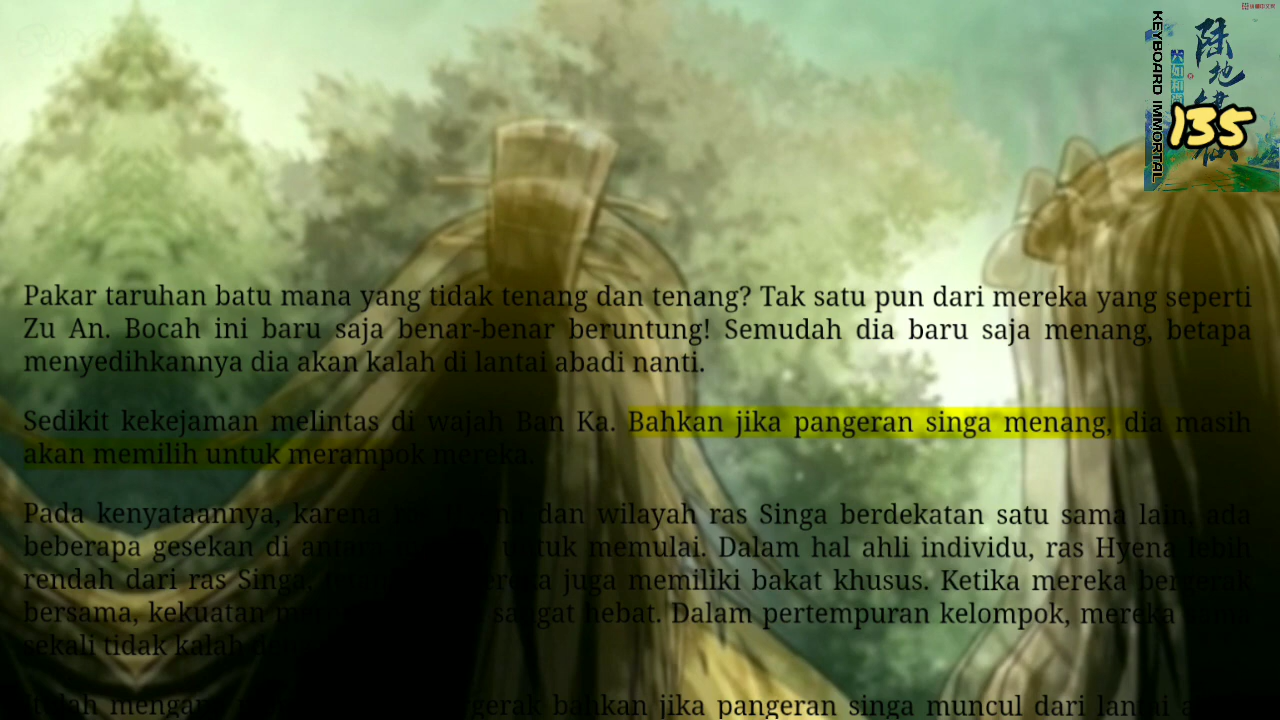 KEYBOARD IMMORTAL
陸地
135
Pakar taruhan batu mana yang tidak tenang dan tenang? Tak satu pun dari mereka yang seperti
Zu An. Bocah ini baru saja benar-benar beruntung! Semudah dia baru saja menang, betapa
menyedihkannya dia akan kalah di lantai abadi nanti.
Sedikit kekejaman melintas di wajah Ban Ka. Bahkan jika pangeran singa menang, dia masih
akan memilih untuk merampok mereka.
Pada kenyataannya, karena dan wilayah ras Singa berdekatan satu sama lain, ada
beberapa gesekan di antara untuk memulai. Dalam hal ahli individu, ras Hyena lebih
rendah dari ras Singa, mereka juga memiliki bakat khusus. Ketika mereka bergerak
bersama, kekuatan sangat hebat. Dalam pertempuran kelompok, mereka sama
sekali tidak kalah
bahkan jika pangeran singa muncul dari lantai